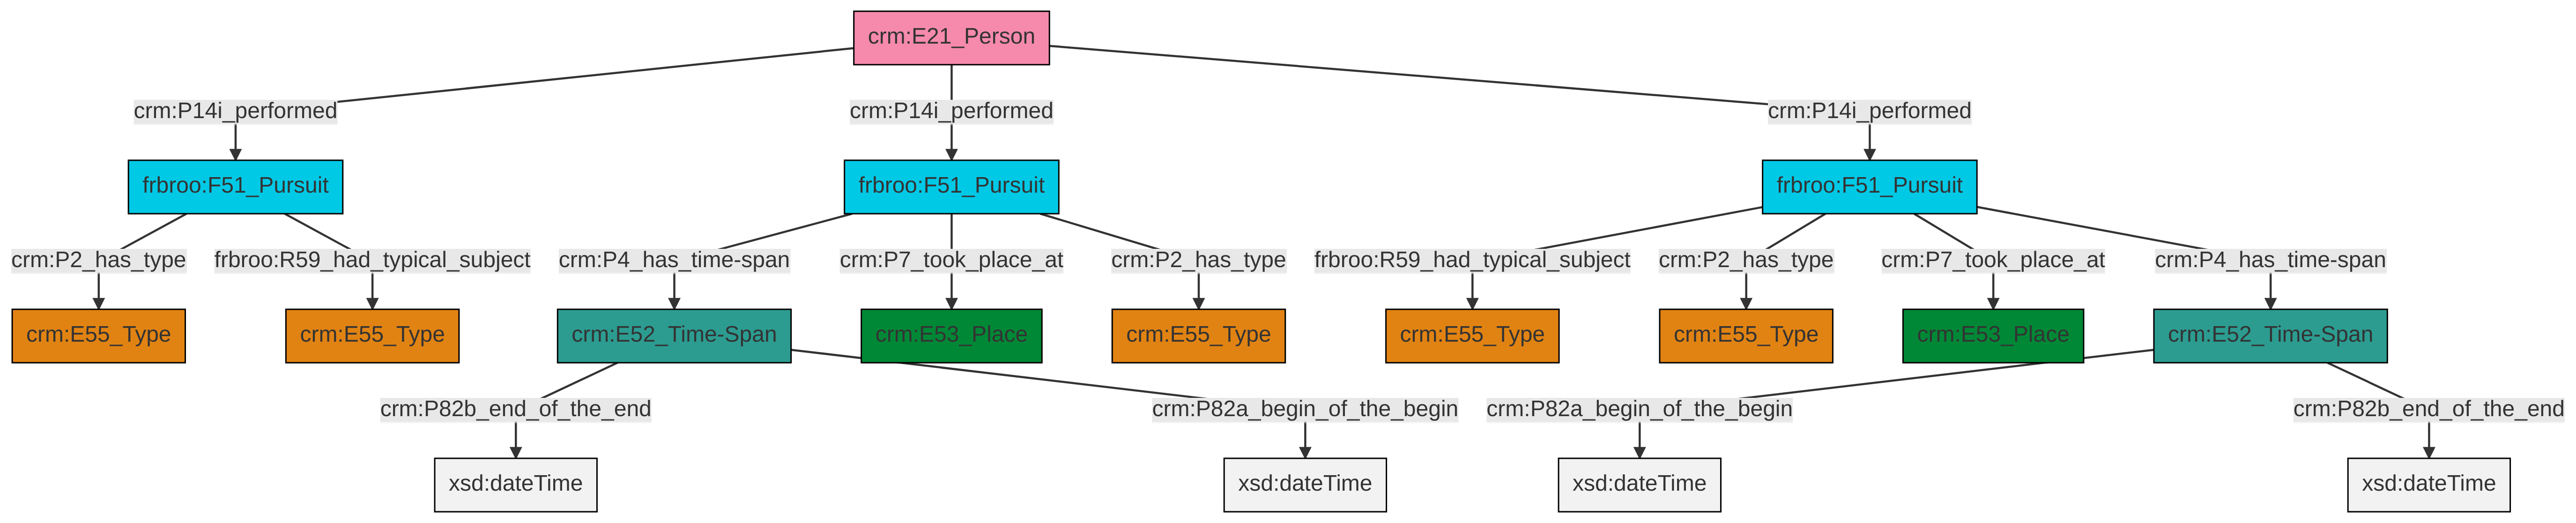 crm:E21_Person
crm:P14i_performed
crm:P14i_performed
crm:P14i_performed
frbroo:F51_Pursuit
frbroo:F51_Pursuit
frbroo:F51_Pursuit
crm:P2_has_type
frbroo:R59_had_typical_subject
crm:P4_has_time-span
crm:P7_took_place_at
crm:P2_has_type
frbroo:R59_had_typical_subject
crm:P2_has_type
crm:P7_took_place_at
crm:P4_has_time-span
crm:E55_Type
crm:E55_Type
crm:E52_Time-Span
crm:E53_Place
crm:E55_Type
crm:E55_Type
crm:E55_Type
crm:E53_Place
crm:E52_Time-Span
crm:P82b_end_of_the_end
crm:P82a_begin_of_the_begin
crm:P82a_begin_of_the_begin
crm:P82b_end_of_the_end
xsd:dateTime
xsd:dateTime
xsd:dateTime
xsd:dateTime